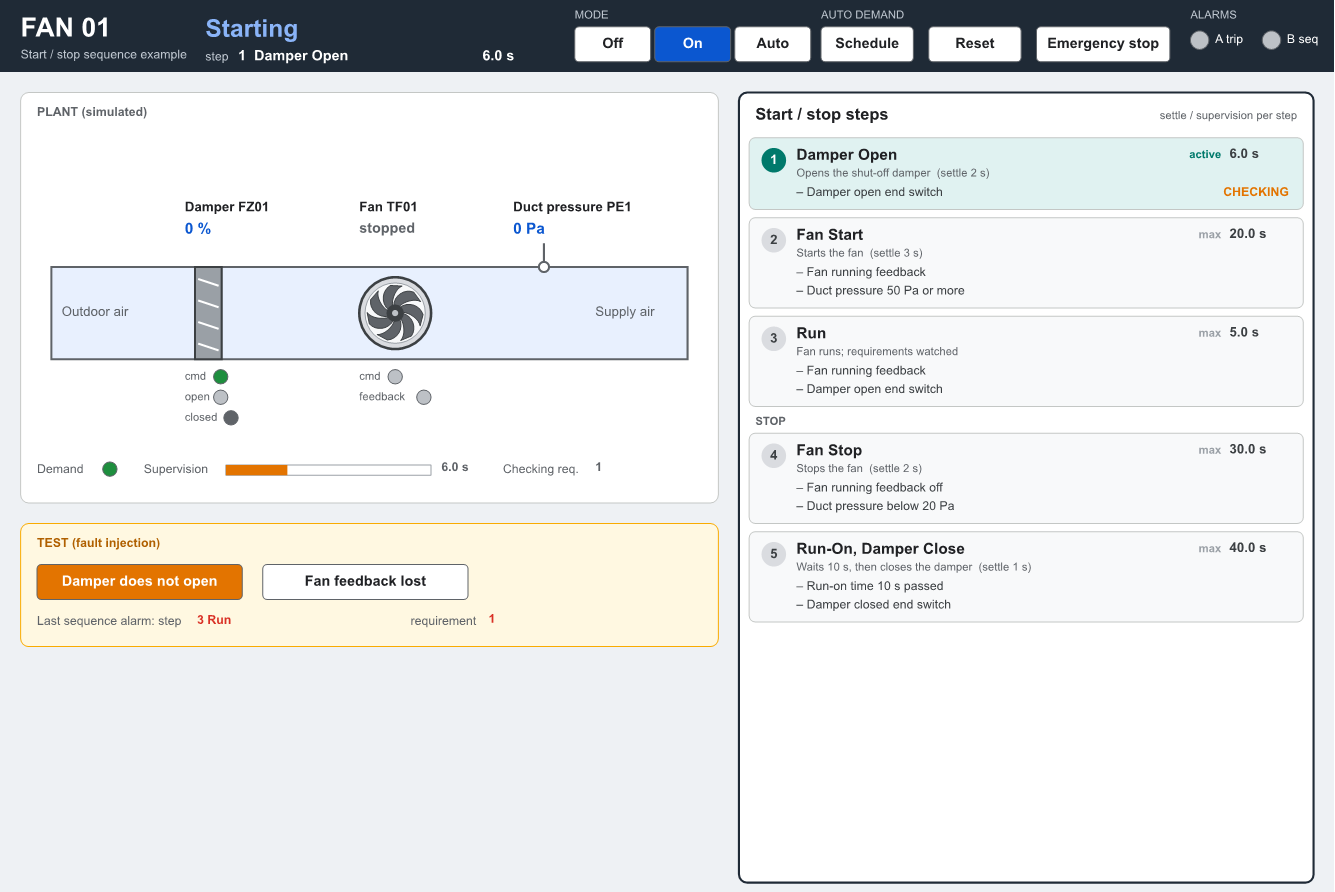 FAN 01
Start / stop sequence example
Starting
step 1 Damper Open 6.0 s
MODE
Off On Auto
AUTO DEMAND
Schedule Reset Emergency stop
ALARMS
A trip B seq
PLANT (simulated)
Damper FZ01
0 %
Fan TF01
stopped
Duct pressure PE1
0 Pa
Outdoor air
Supply air
cmd
open
closed
cmd
feedback
Demand Supervision 6.0 s Checking req. 1
TEST (fault injection)
Damper does not open Fan feedback lost
Last sequence alarm: step 3 Run requirement 1
Start / stop steps settle / supervision per step
1 Damper Open active 6.0 s
Opens the shut-off damper (settle 2 s)
– Damper open end switch CHECKING
2 Fan Start max 20.0 s
Starts the fan (settle 3 s)
– Fan running feedback
– Duct pressure 50 Pa or more
3 Run max 5.0 s
Fan runs; requirements watched
– Fan running feedback
– Damper open end switch
STOP
4 Fan Stop max 30.0 s
Stops the fan (settle 2 s)
– Fan running feedback off
– Duct pressure below 20 Pa
5 Run-On, Damper Close max 40.0 s
Waits 10 s, then closes the damper (settle 1 s)
– Run-on time 10 s passed
– Damper closed end switch